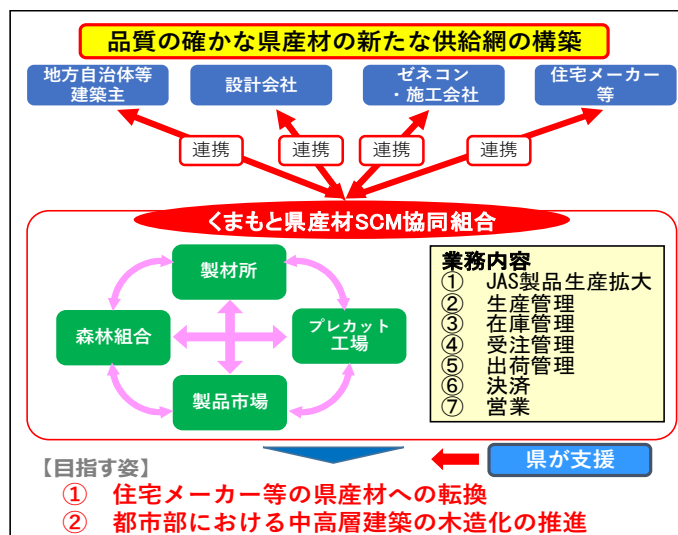 品質の確かな県産材の新たな供給網の構築
地方自治体等
建築主
設計会社
ゼネコン
・施工会社
住宅メーカー
等
連携
連携
連携
連携
くまもと県産材SCM協同組合
製材所
森林組合
プレカット
工場
製品市場
業務内容
① JAS製品生産拡大
② 生産管理
③ 在庫管理
④ 受注管理
⑤ 出荷管理
⑥ 決済
⑦ 営業
県が支援
【目指す姿】
① 住宅メーカー等の県産材への転換
② 都市部における中高層建築の木造化の推進